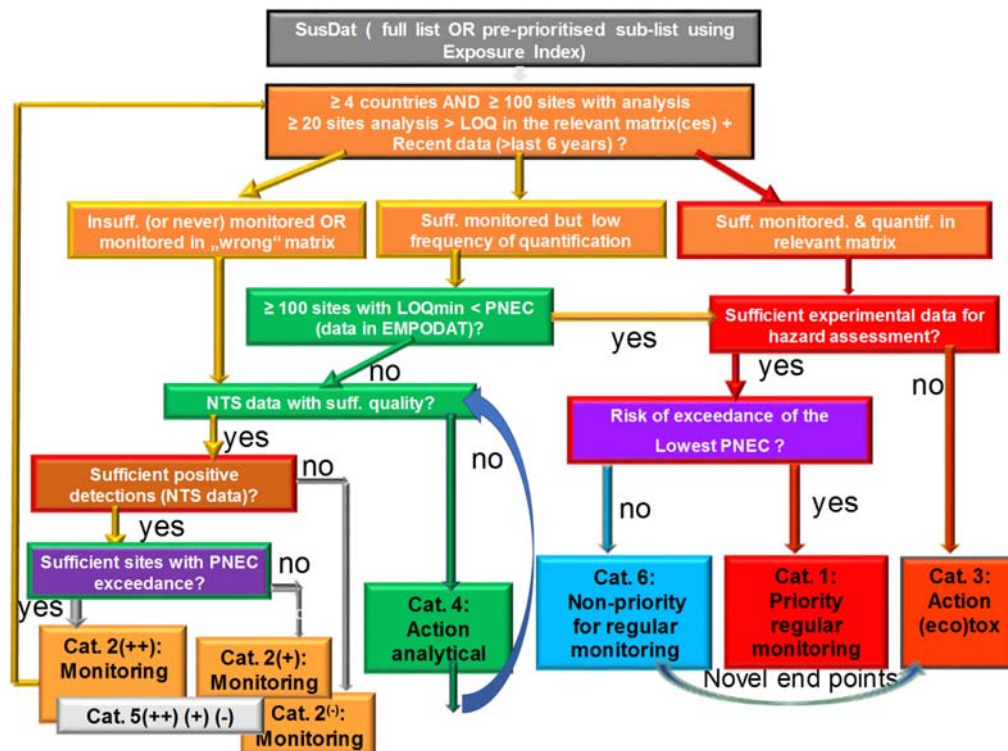 SusDat ( full list OR pre-prioritised sub-list using
Exposure Index)
≥ 4 countries AND ≥ 100 sites with analysis
≥ 20 sites analysis > LOQ in the relevant matrix(ces) +
Recent data (>last 6 years) ?
Insuff. (or never) monitored OR
monitored in „wrong“ matrix
Suff. monitored but low
frequency of quantification
Suff. monitored. & quantif. in
relevant matrix
≥ 100 sites with LOQmin < PNEC
(data in EMPODAT)?
yes
Sufficient experimental data for
hazard assessment?
no
yes
no
NTS data with suff. quality?
Risk of exceedance of the
Lowest PNEC ?
yes
no
no
yes
Sufficient positive
detections (NTS data)?
no
yes
Sufficient sites with PNEC
exceedance?
no
yes
Cat. 2(++):
Monitoring
Cat. 2(+):
Monitoring
Cat. 2(-):
Monitoring
Cat. 5(++) (+) (-)
Cat. 4:
Action
analytical
Cat. 6:
Non-priority
for regular
monitoring
Cat. 1:
Priority
regular
monitoring
Cat. 3:
Action
(eco)tox
Novel end points